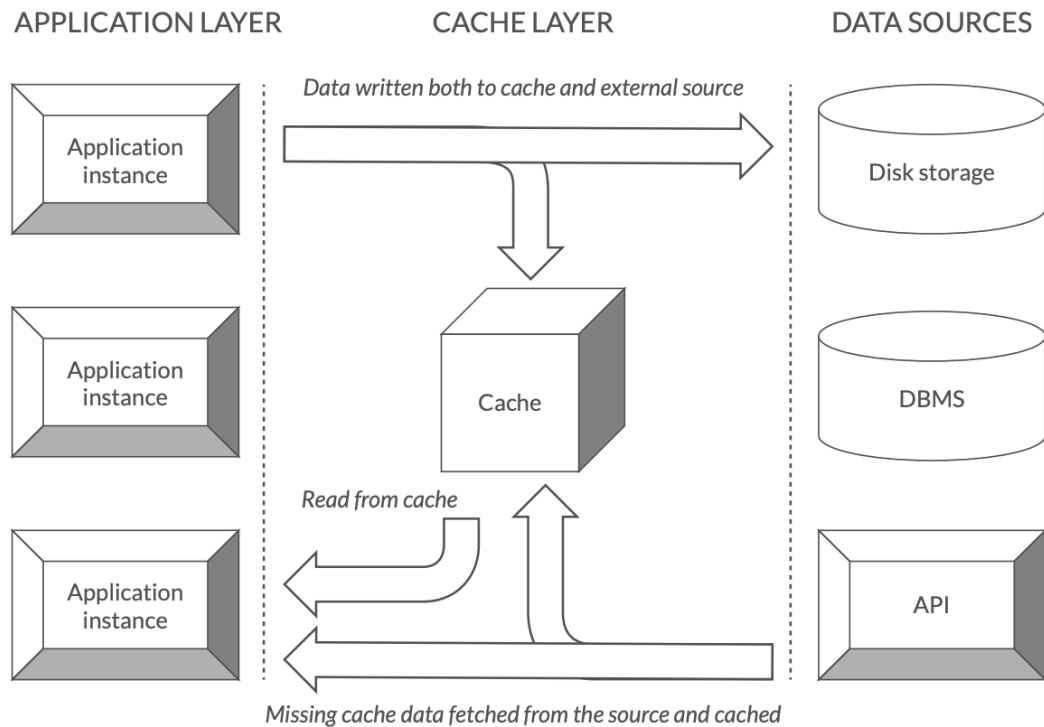 APPLICATION LAYER
CACHE LAYER
DATA SOURCES
Data written both to cache and external source
Application
instance
Disk storage
Application
instance
Cache
DBMS
Read from cache
Application
instance
API
Missing cache data fetched from the source and cached